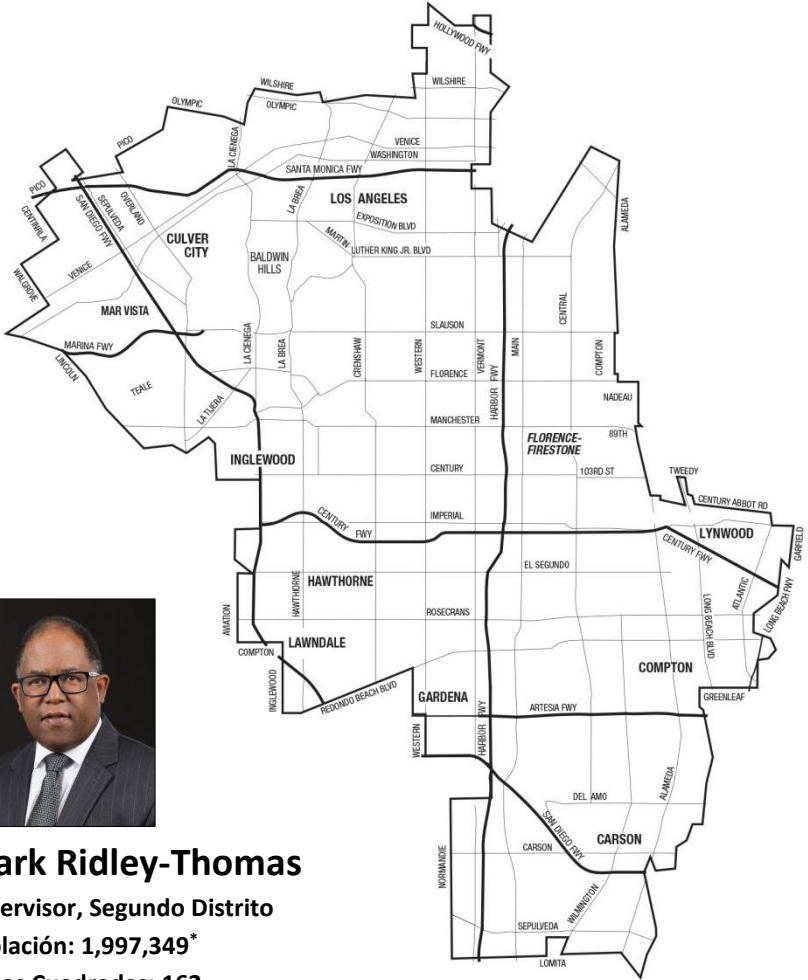 HOLLYWOOD FWY
WILSHIRE
WILSHIRE
OLYMPIC
OLYMPIC
PICO
LA CIENEGA
VENICE
WASHINGTON
SANTA MONICA FWY
PICO
LOS ANGELES
LA BREA
CENTINRLA
SAN DIEGO FWY
SEPULVEDA
OVERLAND
EXPOSITION BLVD
MARTIN
LUTHER KING JR. BLVD
ALAMEDA
CULVER
CITY
BALDWIN
HILLS
WALGROVE
VENICE
MAR VISTA
CENTRAL
SLAUSON
MARINA FWY
LA CIENEGA
LA BREA
CRENSHAW
WESTERN
VERMONT
HARBOR FWY
MAIN
COMPTON
FLORENCE
LINCOLN
TEALE
LA TIJERA
NADEAU
MANCHESTER
89TH
FLORENCE-
FIRESTONE
INGLEWOOD
CENTURY
103RD ST
TWEEDY
CENTURY ABBOT RD
IMPERIAL
CENTURY
FWY
LYNWOOD
CENTURY FWY
GARFIELD
EL SEGUNDO
HAWTHORNE
HAWTHORNE
ATLANTIC
LONG BEACH BLVD
LONG BEACH FWY
AVIATION
ROSECRANS
LAWNDALE
COMPTON
COMPTON
INGLEWOOD
REDONDO BEACH BLVD
GARDENA
GREENLEAF
ARTESIA FWY
WESTERN
HARBOR FWY
DEL AMO
ALAMEDA
SAN DIEGO FWY
CARSON
CARSON
NORMANDIE
WILMINGTON
SEPULVEDA
LOMITA
ark Ridley-Thomas
ervisor, Segundo Distrito
lación: 1,997,349*